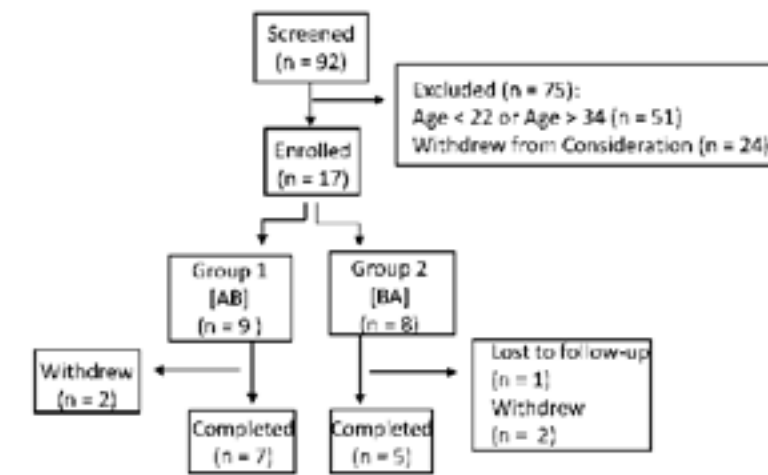 Screened
(n = 92)
Excluded (n = 75):
Age < 22 or Age > 34 (n = 51)
Withdrew from Consideration (n = 24)
Enrolled
(n = 17)
Group 1
[AB]
(n = 9 )
Group 2
[BA]
(n = 8)
Withdrew
(n = 2)
Lost to follow-up
(n = 1)
Withdrew
(n = 2)
Completed
(n = 7)
Completed
(n = 5)